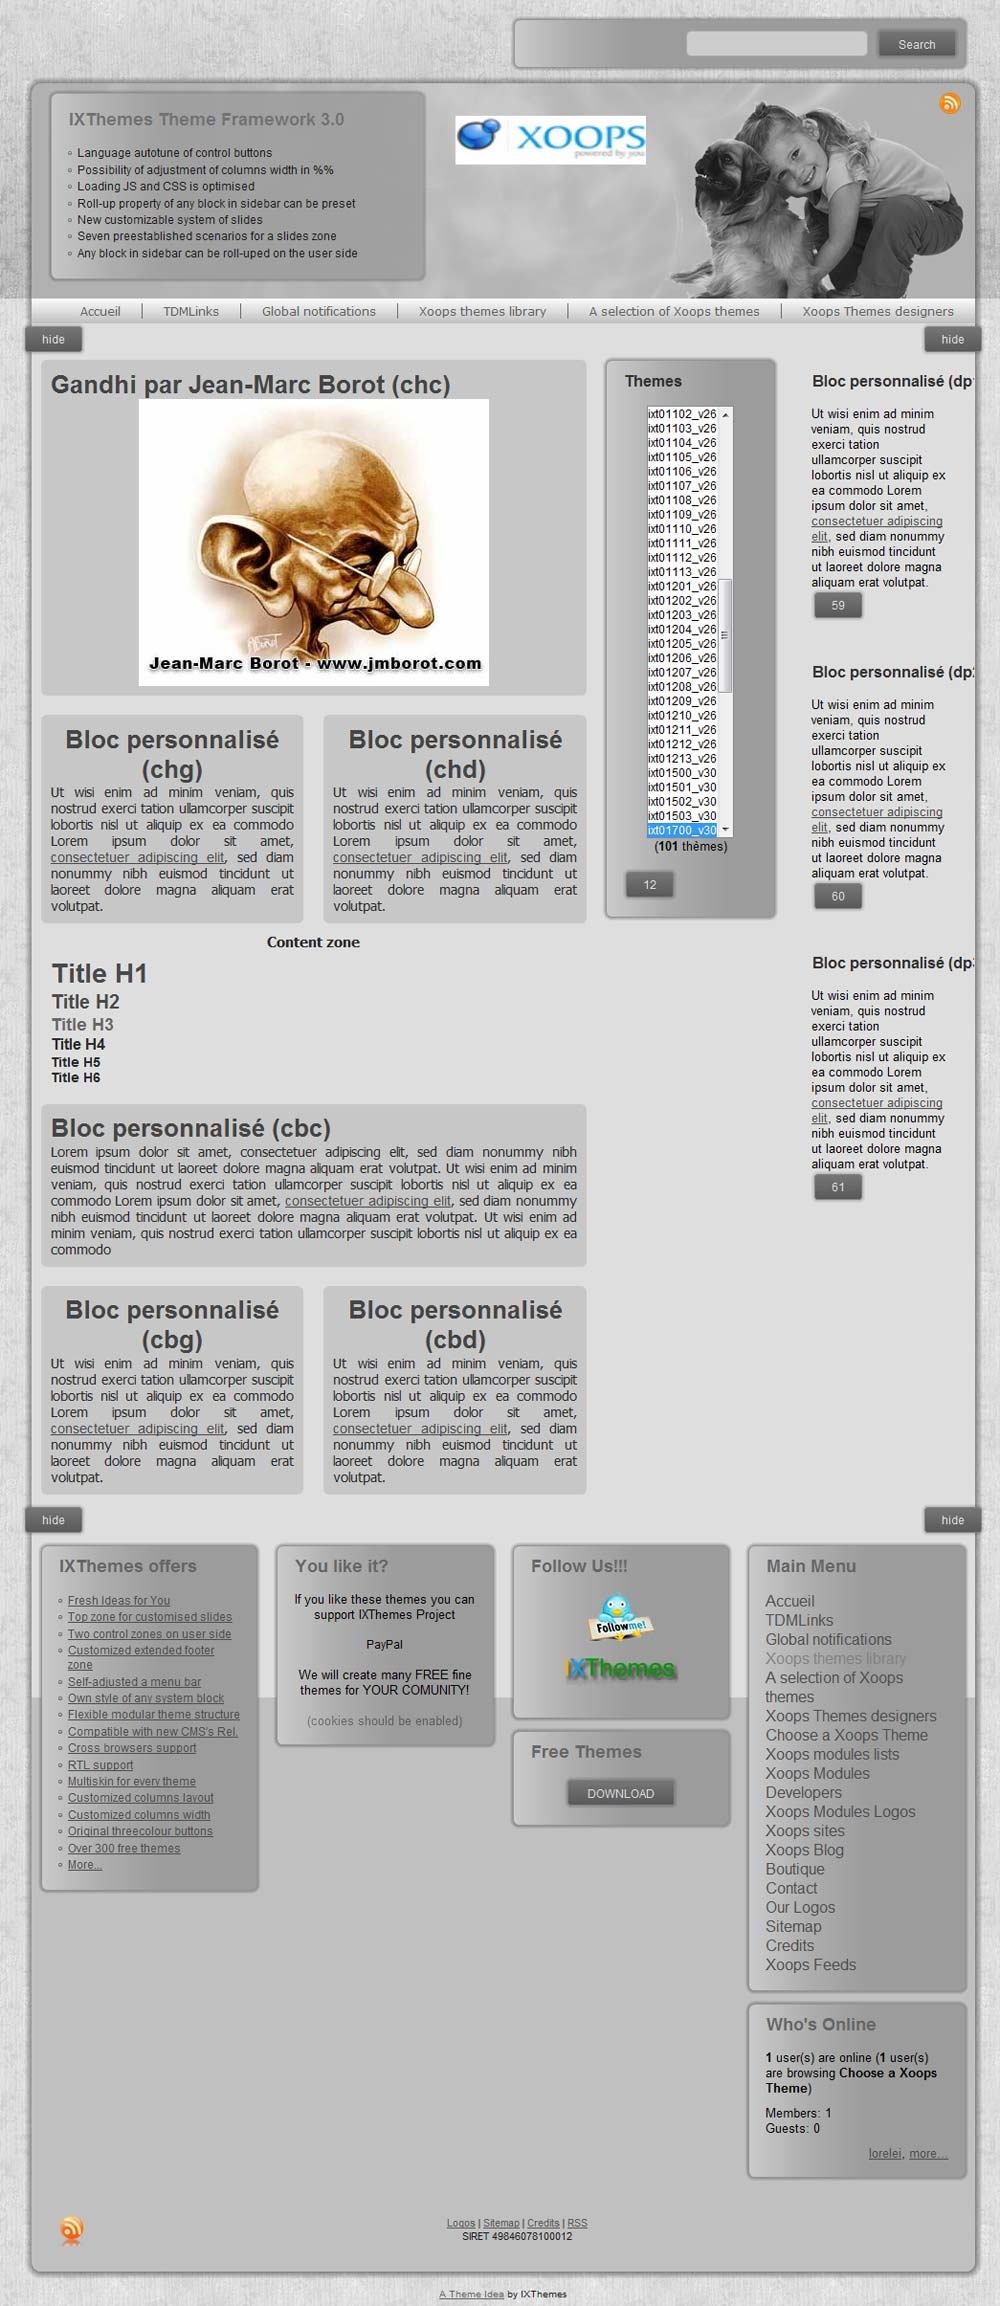 Search
IXThemes Theme Framework 3.0
Language autotune of control buttons
Possibility of adjustment of columns width in %%
Loading JS and CSS is optimised
Roll-up property of any block in sidebar can be preset
New customizable system of slides
Seven preestablished scenarios for a slides zone
Any block in sidebar can be roll-uped on the user side
XOOPS
powered by you
Accueil
TDMLinks
Global notifications
Xoops themes library
A selection of Xoops themes
Xoops Themes designers
hide
hide
Gandhi par Jean-Marc Borot (chc)
Jean-Marc Borot - www.jmborot.com
Bloc personnalisé
(chg)
Ut wisi enim ad minim veniam, quis
nostrud exerci tation ullamcorper suscipit
lobortis nisl ut aliquip ex ea commodo
Lorem ipsum dolor sit amet,
consectetuer adipiscing elit, sed diam
nonummy nibh euismod tincidunt ut
laoreet dolore magna aliquam erat
volutpat.
Bloc personnalisé
(chd)
Ut wisi enim ad minim veniam, quis
nostrud exerci tation ullamcorper suscipit
lobortis nisl ut aliquip ex ea commodo
Lorem ipsum dolor sit amet,
consectetuer adipiscing elit, sed diam
nonummy nibh euismod tincidunt ut
laoreet dolore magna aliquam erat
volutpat.
Content zone
Title H1
Title H2
Title H3
Title H4
Title H5
Title H6
Bloc personnalisé (cbc)
Lorem ipsum dolor sit amet, consectetuer adipiscing elit, sed diam nonummy nibh
euismod tincidunt ut laoreet dolore magna aliquam erat volutpat. Ut wisi enim ad minim
veniam, quis nostrud exerci tation ullamcorper suscipit lobortis nisl ut aliquip ex ea
commodo Lorem ipsum dolor sit amet, consectetuer adipiscing elit, sed diam nonummy
nibh euismod tincidunt ut laoreet dolore magna aliquam erat volutpat. Ut wisi enim ad
minim veniam, quis nostrud exerci tation ullamcorper suscipit lobortis nisl ut aliquip ex ea
commodo
Bloc personnalisé
(cbg)
Ut wisi enim ad minim veniam, quis
nostrud exerci tation ullamcorper suscipit
lobortis nisl ut aliquip ex ea commodo
Lorem ipsum dolor sit amet,
consectetuer adipiscing elit, sed diam
nonummy nibh euismod tincidunt ut
laoreet dolore magna aliquam erat
volutpat.
Bloc personnalisé
(cbd)
Ut wisi enim ad minim veniam, quis
nostrud exerci tation ullamcorper suscipit
lobortis nisl ut aliquip ex ea commodo
Lorem ipsum dolor sit amet,
consectetuer adipiscing elit, sed diam
nonummy nibh euismod tincidunt ut
laoreet dolore magna aliquam erat
volutpat.
Themes
ixt01102_v26
ixt01103_v26
ixt01104_v26
ixt01105_v26
ixt01106_v26
ixt01107_v26
ixt01108_v26
ixt01109_v26
ixt01110_v26
ixt01111_v26
ixt01112_v26
ixt01113_v26
ixt01201_v26
ixt01202_v26
ixt01203_v26
ixt01204_v26
ixt01205_v26
ixt01206_v26
ixt01207_v26
ixt01208_v26
ixt01209_v26
ixt01210_v26
ixt01211_v26
ixt01212_v26
ixt01213_v26
ixt01500_v30
ixt01501_v30
ixt01502_v30
ixt01503_v30
ixt01700_v30
(101 thèmes)
12
Bloc personnalisé (dp1
Ut wisi enim ad minim
veniam, quis nostrud
exerci tation
ullamcorper suscipit
lobortis nisl ut aliquip ex
ea commodo Lorem
ipsum dolor sit amet,
consectetuer adipiscing
elit, sed diam nonummy
nibh euismod tincidunt
ut laoreet dolore magna
aliquam erat volutpat.
59
Bloc personnalisé (dp2
Ut wisi enim ad minim
veniam, quis nostrud
exerci tation
ullamcorper suscipit
lobortis nisl ut aliquip ex
ea commodo Lorem
ipsum dolor sit amet,
consectetuer adipiscing
elit, sed diam nonummy
nibh euismod tincidunt
ut laoreet dolore magna
aliquam erat volutpat.
60
Bloc personnalisé (dp3
Ut wisi enim ad minim
veniam, quis nostrud
exerci tation
ullamcorper suscipit
lobortis nisl ut aliquip ex
ea commodo Lorem
ipsum dolor sit amet,
consectetuer adipiscing
elit, sed diam nonummy
nibh euismod tincidunt
ut laoreet dolore magna
aliquam erat volutpat.
61
hide
hide
IXThemes offers
Fresh Ideas for You
Top zone for customised slides
Two control zones on user side
Customized extended footer
zone
Self-adjusted a menu bar
Own style of any system block
Flexible modular theme structure
Compatible with new CMS's Rel.
Cross browsers support
RTL support
Multiskin for every theme
Customized columns layout
Customized columns width
Original threecolour buttons
Over 300 free themes
More...
You like it?
If you like these themes you can
support IXThemes Project
PayPal
We will create many FREE fine
themes for YOUR COMUNITY!
(cookies should be enabled)
Follow Us!!!
Follow me!
IXThemes
Free Themes
DOWNLOAD
Main Menu
Accueil
TDMLinks
Global notifications
Xoops themes library
A selection of Xoops
themes
Xoops Themes designers
Choose a Xoops Theme
Xoops modules lists
Xoops Modules
Developers
Xoops Modules Logos
Xoops sites
Xoops Blog
Boutique
Contact
Our Logos
Sitemap
Credits
Xoops Feeds
Who's Online
1 user(s) are online (1 user(s)
are browsing Choose a Xoops
Theme)
Members: 1
Guests: 0
lorelei, more...
Logos | Sitemap | Credits | RSS
SIRET 49846078100012
A Theme Idea by IXThemes